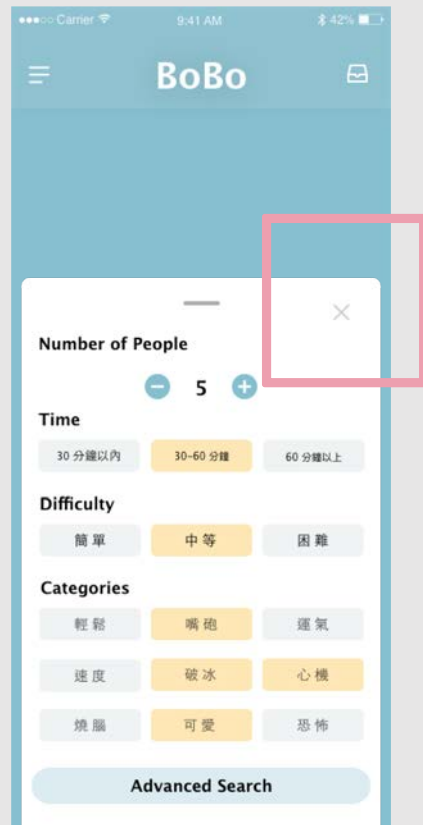 Carrier 9:41 AM 42%
BoBo
Number of People
5
Time
30 分鐘以內 30-60 分鐘 60 分鐘以上
Difficulty
簡單 中等 困難
Categories
輕鬆 嘴砲 運氣
速度 破冰 心機
燒腦 可愛 恐怖
Advanced Search